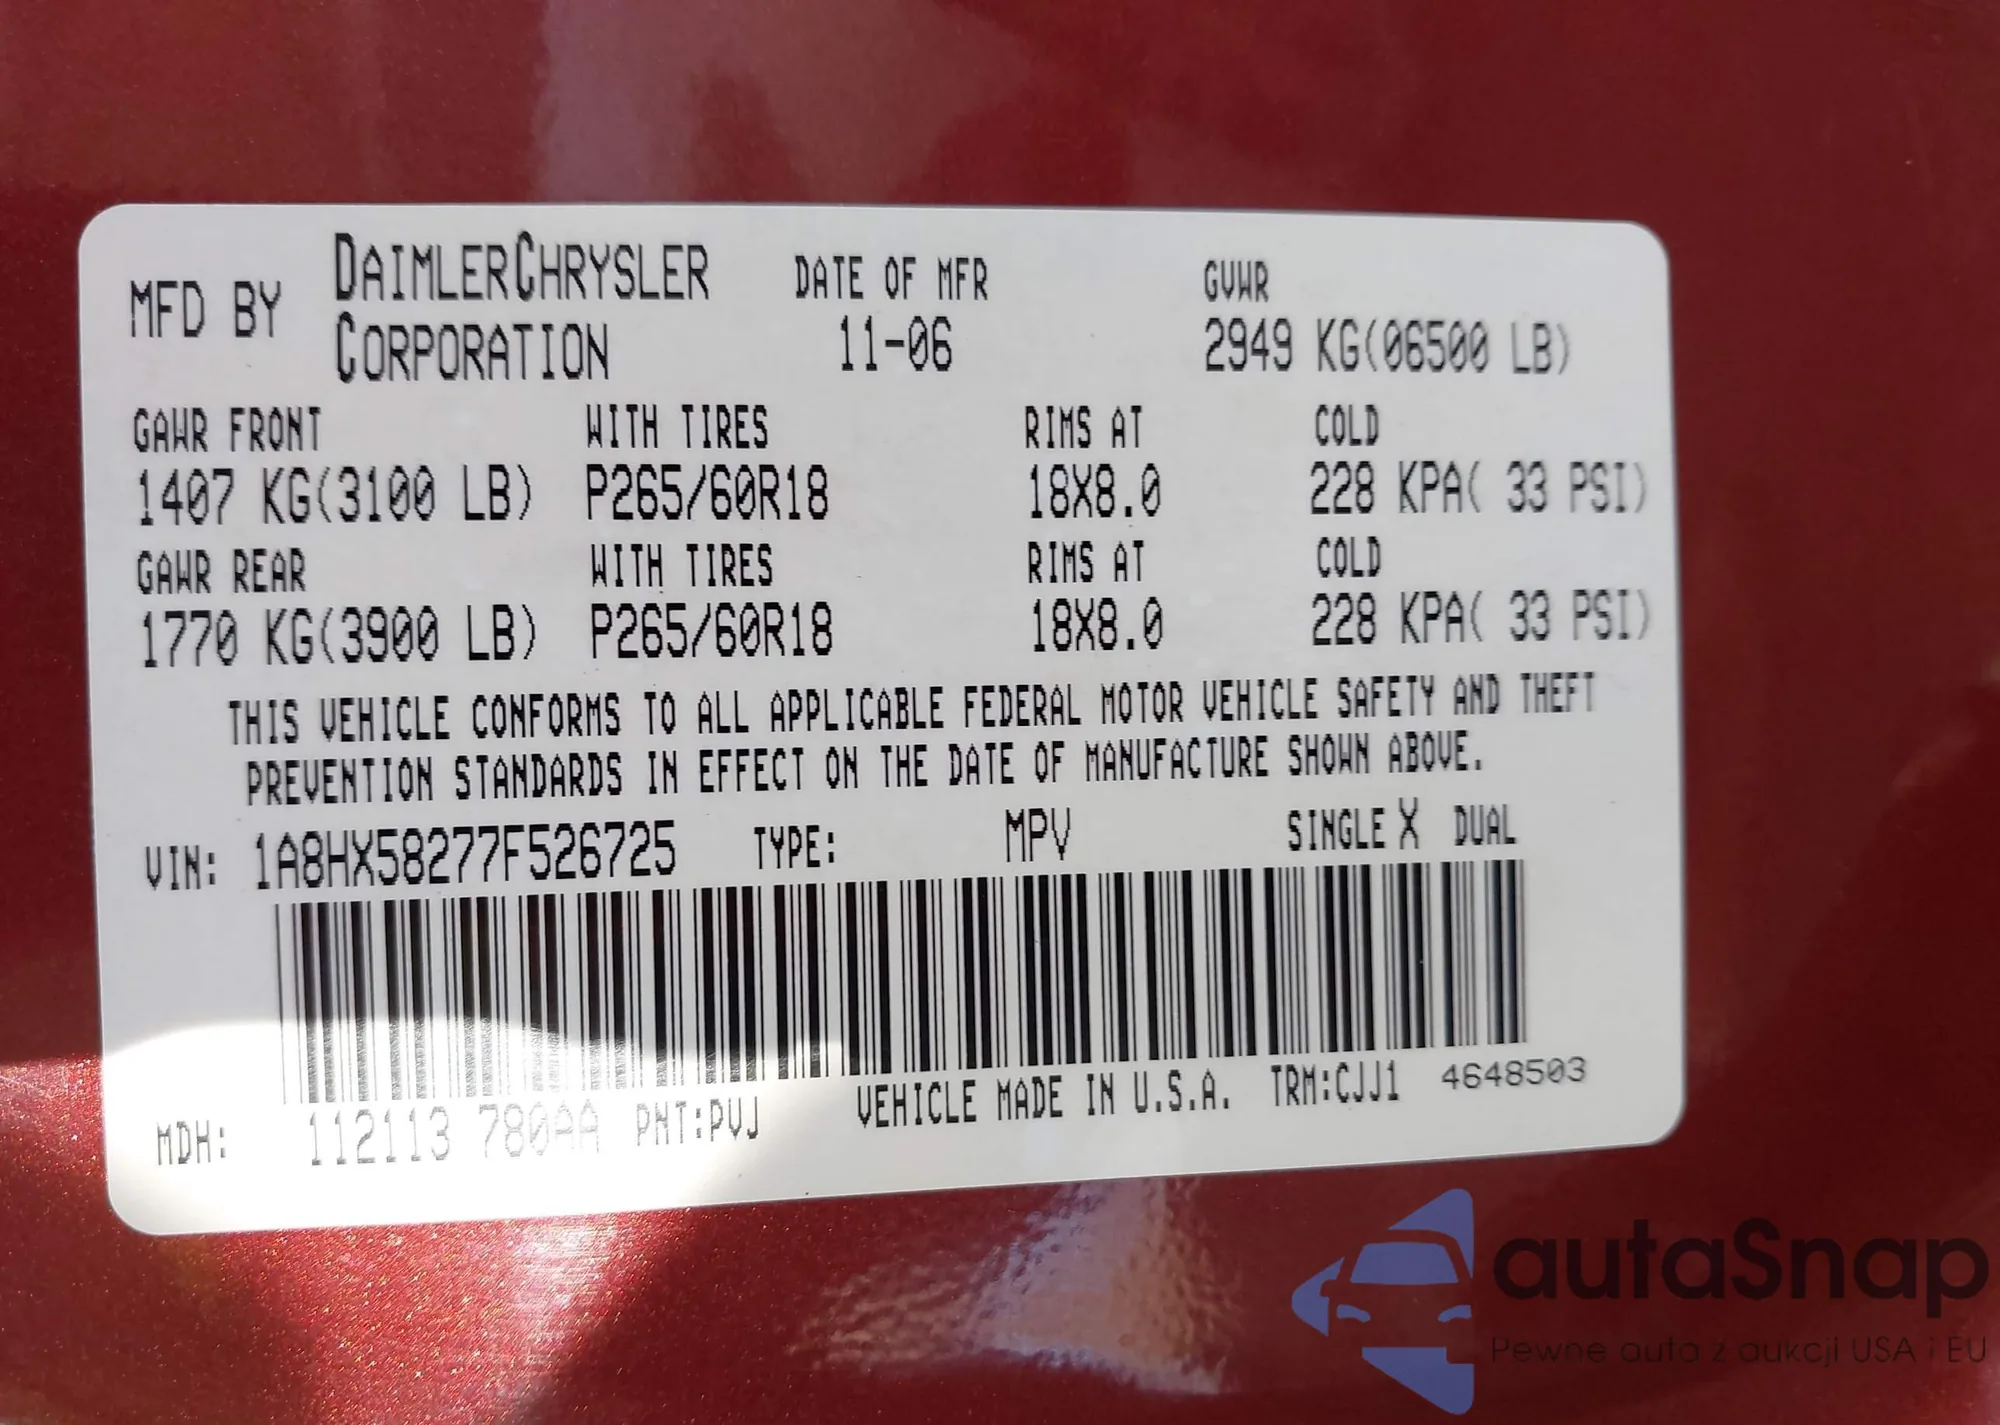 MFD BY DAIMLERCHRYSLER CORPORATION DATE OF MFR 11-06 GVWR 2949 KG(06500 LB)
GAWR FRONT WITH TIRES RIMS AT COLD
1407 KG(3100 LB) P265/60R18 18X8.0 228 KPA( 33 PSI)
GAWR REAR WITH TIRES RIMS AT COLD
1770 KG(3900 LB) P265/60R18 18X8.0 228 KPA( 33 PSI)
THIS VEHICLE CONFORMS TO ALL APPLICABLE FEDERAL MOTOR VEHICLE SAFETY AND THEFT
PREVENTION STANDARDS IN EFFECT ON THE DATE OF MANUFACTURE SHOWN ABOVE.
VIN: 1A8HX58277F526725 TYPE: MPV SINGLE X DUAL
MDH: 112113 780AA PNT:PVJ VEHICLE MADE IN U.S.A. TRM:CJJ1 4648503
autaSnap
Pewne auta z aukcji USA i EU